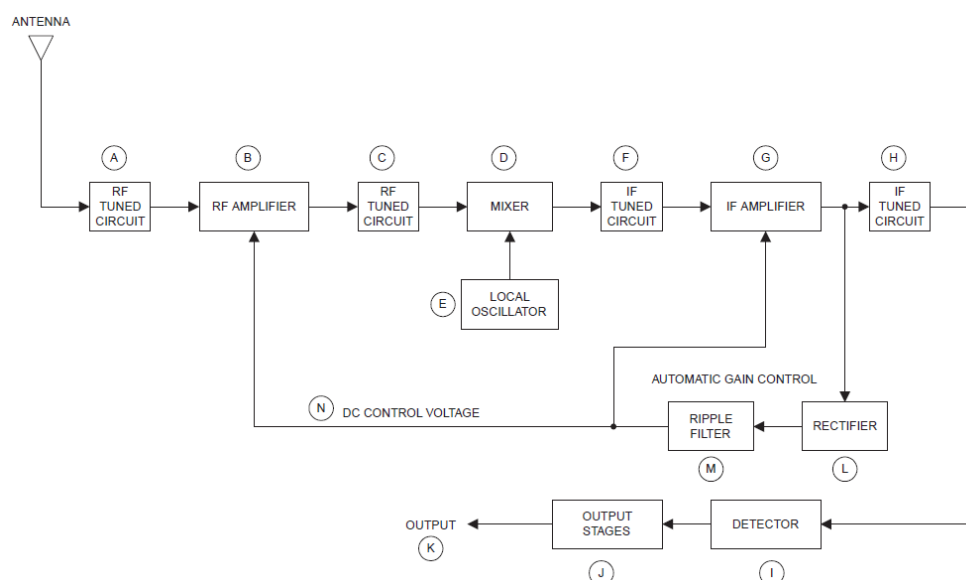 ANTENNA
A
B
C
D
F
G
H
RF
TUNED
CIRCUIT
RF AMPLIFIER
RF
TUNED
CIRCUIT
MIXER
IF
TUNED
CIRCUIT
IF AMPLIFIER
IF
TUNED
CIRCUIT
E
LOCAL
OSCILLATOR
AUTOMATIC GAIN CONTROL
N
DC CONTROL VOLTAGE
RIPPLE
FILTER
RECTIFIER
M
L
OUTPUT
K
OUTPUT
STAGES
DETECTOR
J
I